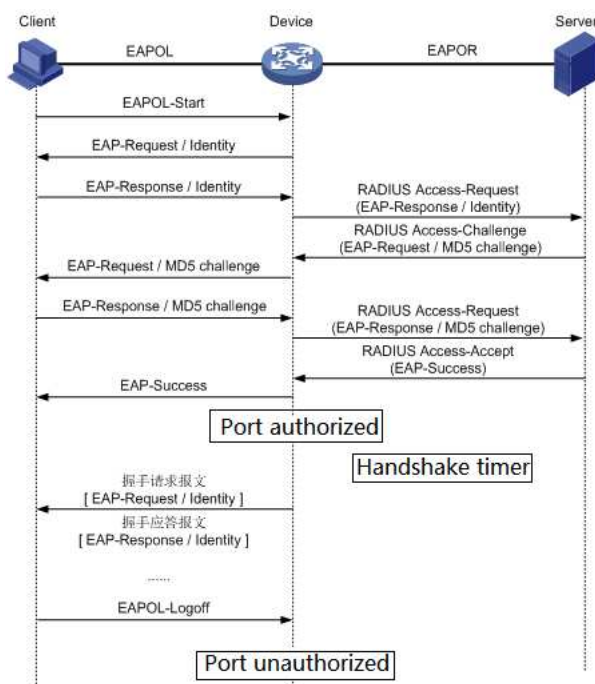 Client
Device
Server
EAPOL
EAPOR
EAPOL-Start
EAP-Request / Identity
EAP-Response / Identity
RADIUS Access-Request
(EAP-Response / Identity)
RADIUS Access-Challenge
(EAP-Request / MD5 challenge)
EAP-Request / MD5 challenge
EAP-Response / MD5 challenge
RADIUS Access-Request
(EAP-Response / MD5 challenge)
RADIUS Access-Accept
(EAP-Success)
EAP-Success
Port authorized
Handshake timer
握手请求报文
[ EAP-Request / Identity ]
握手应答报文
[ EAP-Response / Identity ]
......
EAPOL-Logoff
Port unauthorized